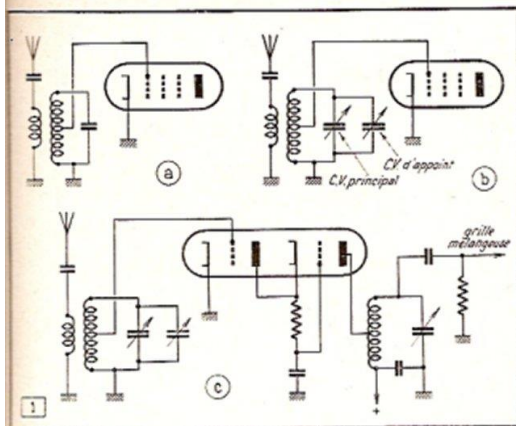 a
b
C.V. d'appoint
C.V. principal
grille
mélangeuse
c
+
1